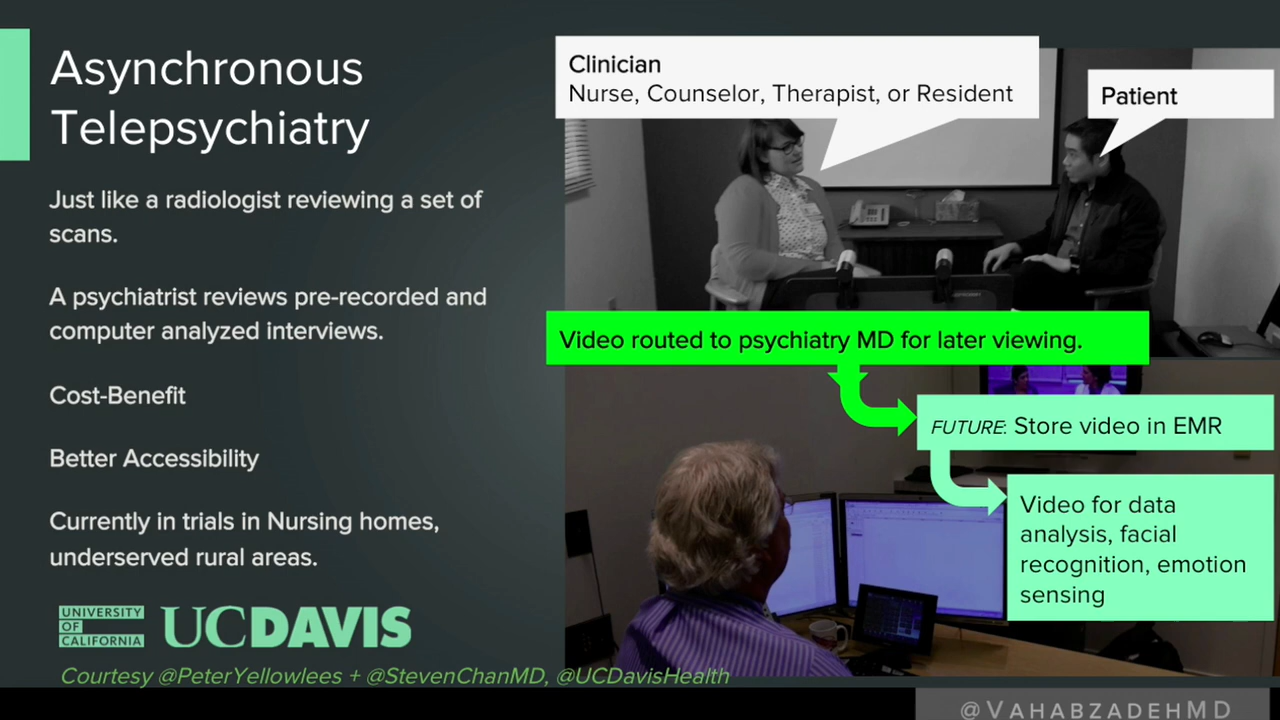 Asynchronous
Telepsychiatry
Just like a radiologist reviewing a set of
scans.
A psychiatrist reviews pre-recorded and
computer analyzed interviews.
Cost-Benefit
Better Accessibility
Currently in trials in Nursing homes,
underserved rural areas.
UNIVERSITY
OF
CALIFORNIA
UCDAVIS
Courtesy @PeterYellowlees + @StevenChanMD, @UCDavisHealth
Clinician
Nurse, Counselor, Therapist, or Resident
Patient
Video routed to psychiatry MD for later viewing.
FUTURE: Store video in EMR
Video for data
analysis, facial
recognition, emotion
sensing
@VAHABZADEHMD